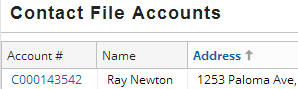 Contact File Accounts
Account # Name Address ↑
C000143542 Ray Newton 1253 Paloma Ave,